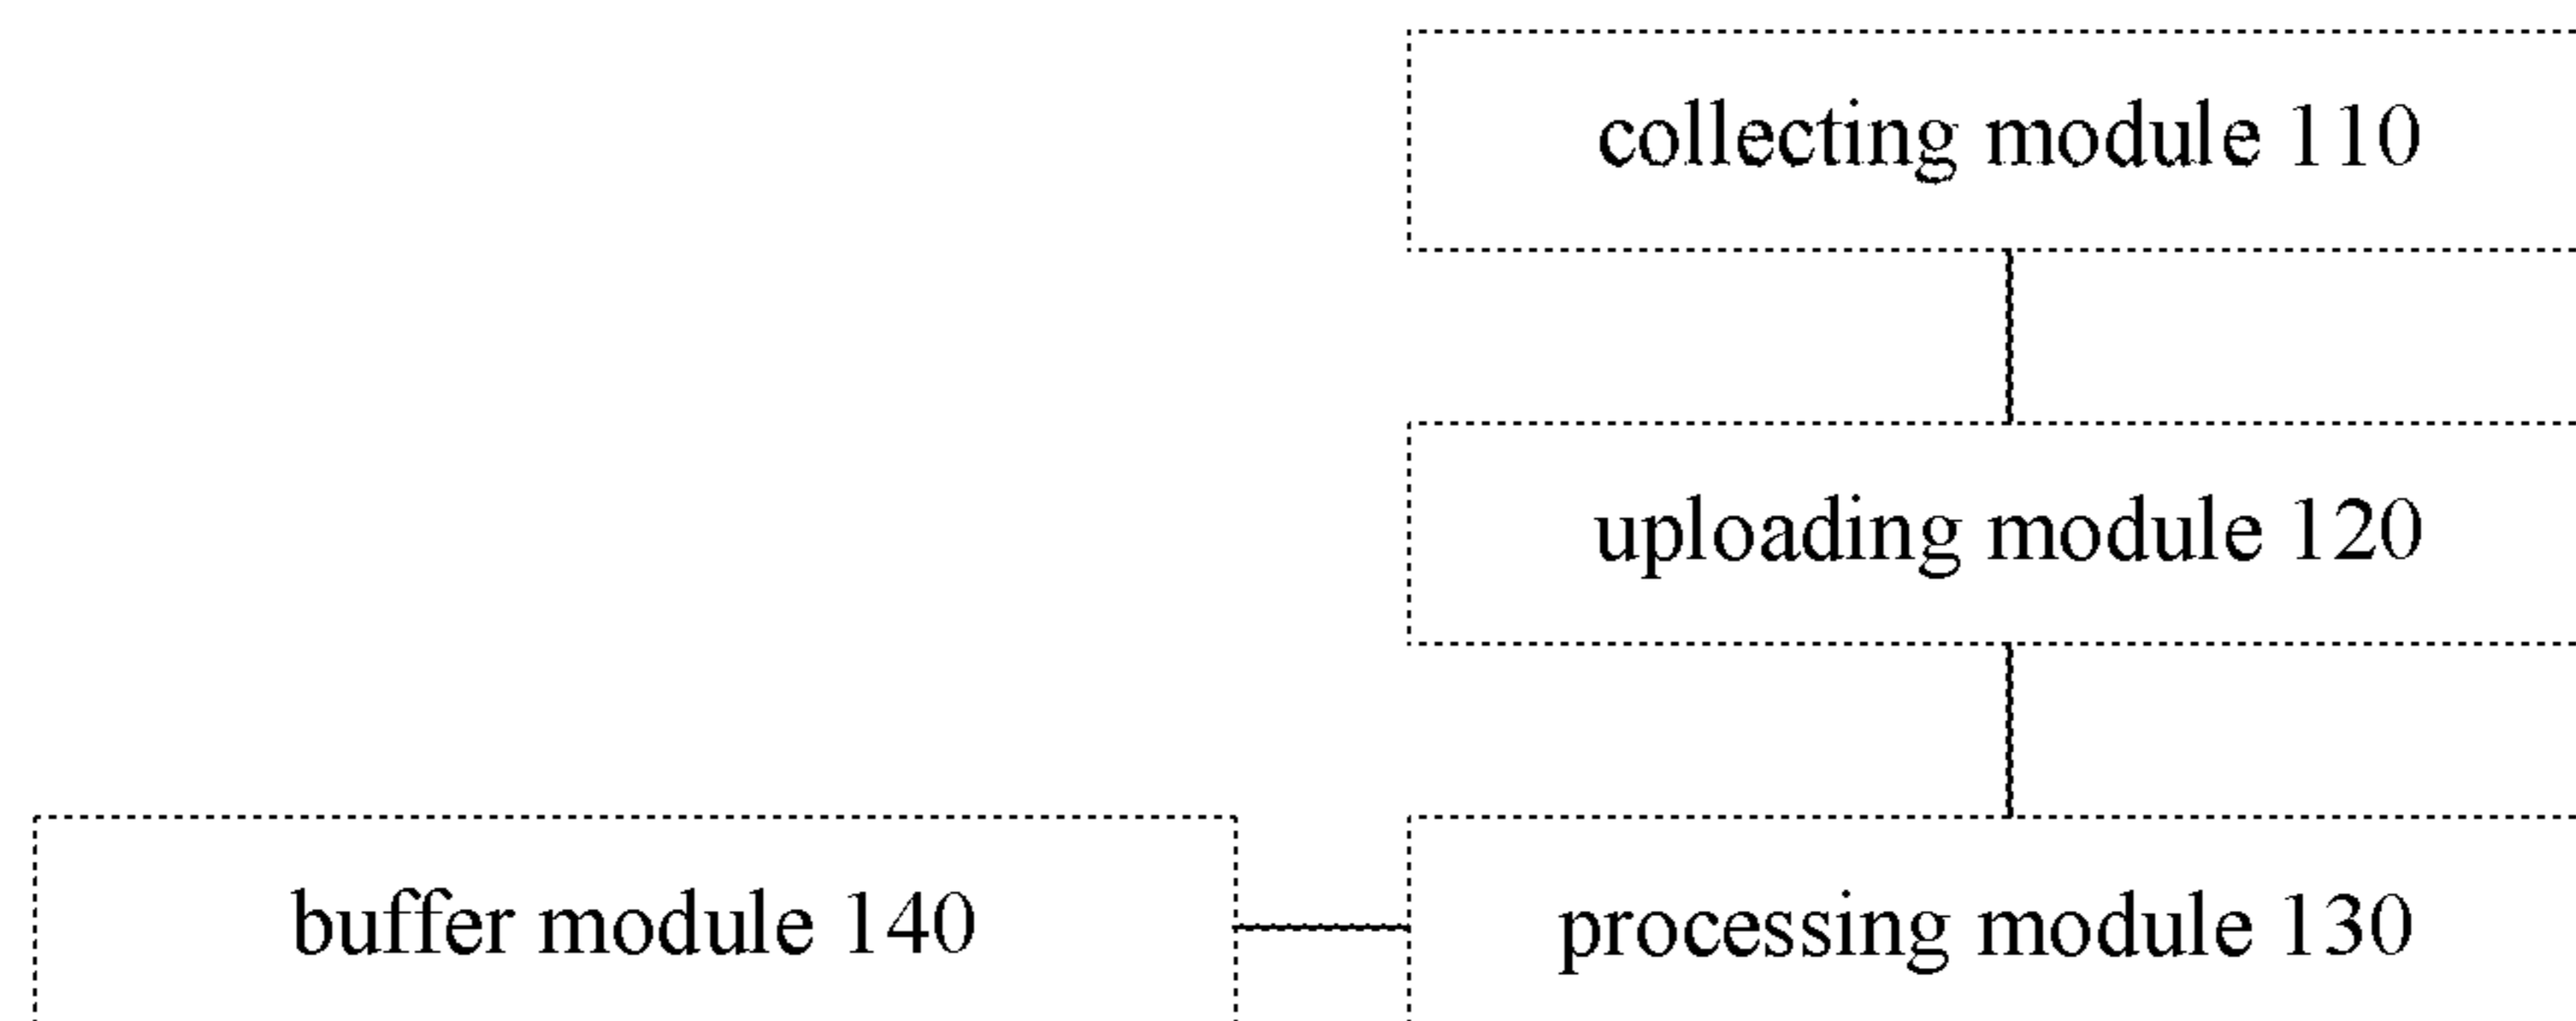 collecting module 110
uploading module 120
buffer module 140
processing module 130